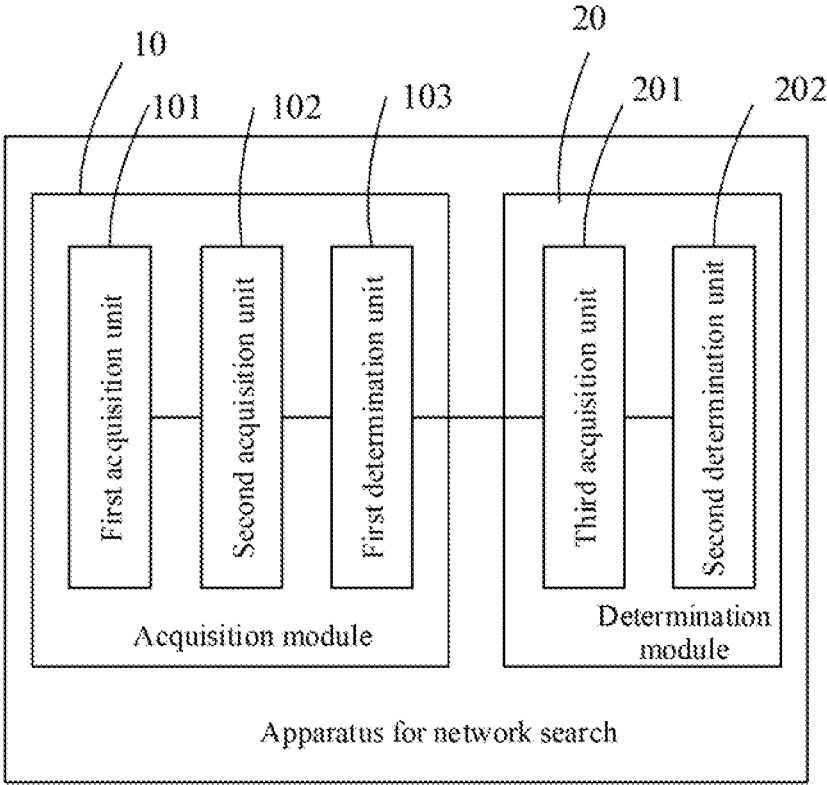 10
20
101
102
103
201
202
First acquisition unit
Second acquisition unit
First determination unit
Third acquisition unit
Second determination unit
Acquisition module
Determination
module
Apparatus for network search